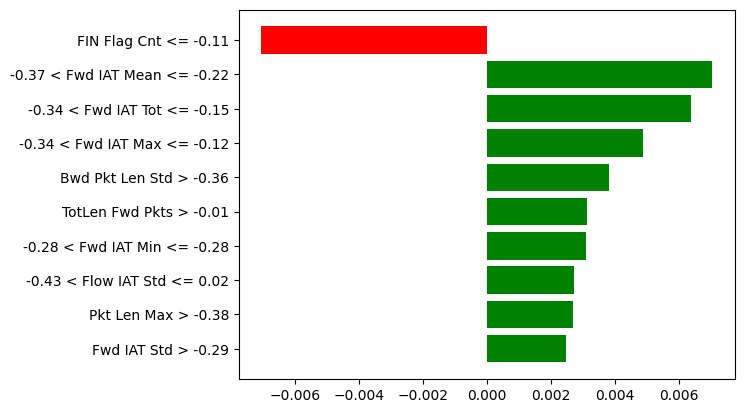 FIN Flag Cnt <= -0.11
-0.37 < Fwd IAT Mean <= -0.22
-0.34 < Fwd IAT Tot <= -0.15
-0.34 < Fwd IAT Max <= -0.12
Bwd Pkt Len Std > -0.36
TotLen Fwd Pkts > -0.01
-0.28 < Fwd IAT Min <= -0.28
-0.43 < Flow IAT Std <= 0.02
Pkt Len Max > -0.38
Fwd IAT Std > -0.29
−0.006 −0.004 −0.002 0.000 0.002 0.004 0.006